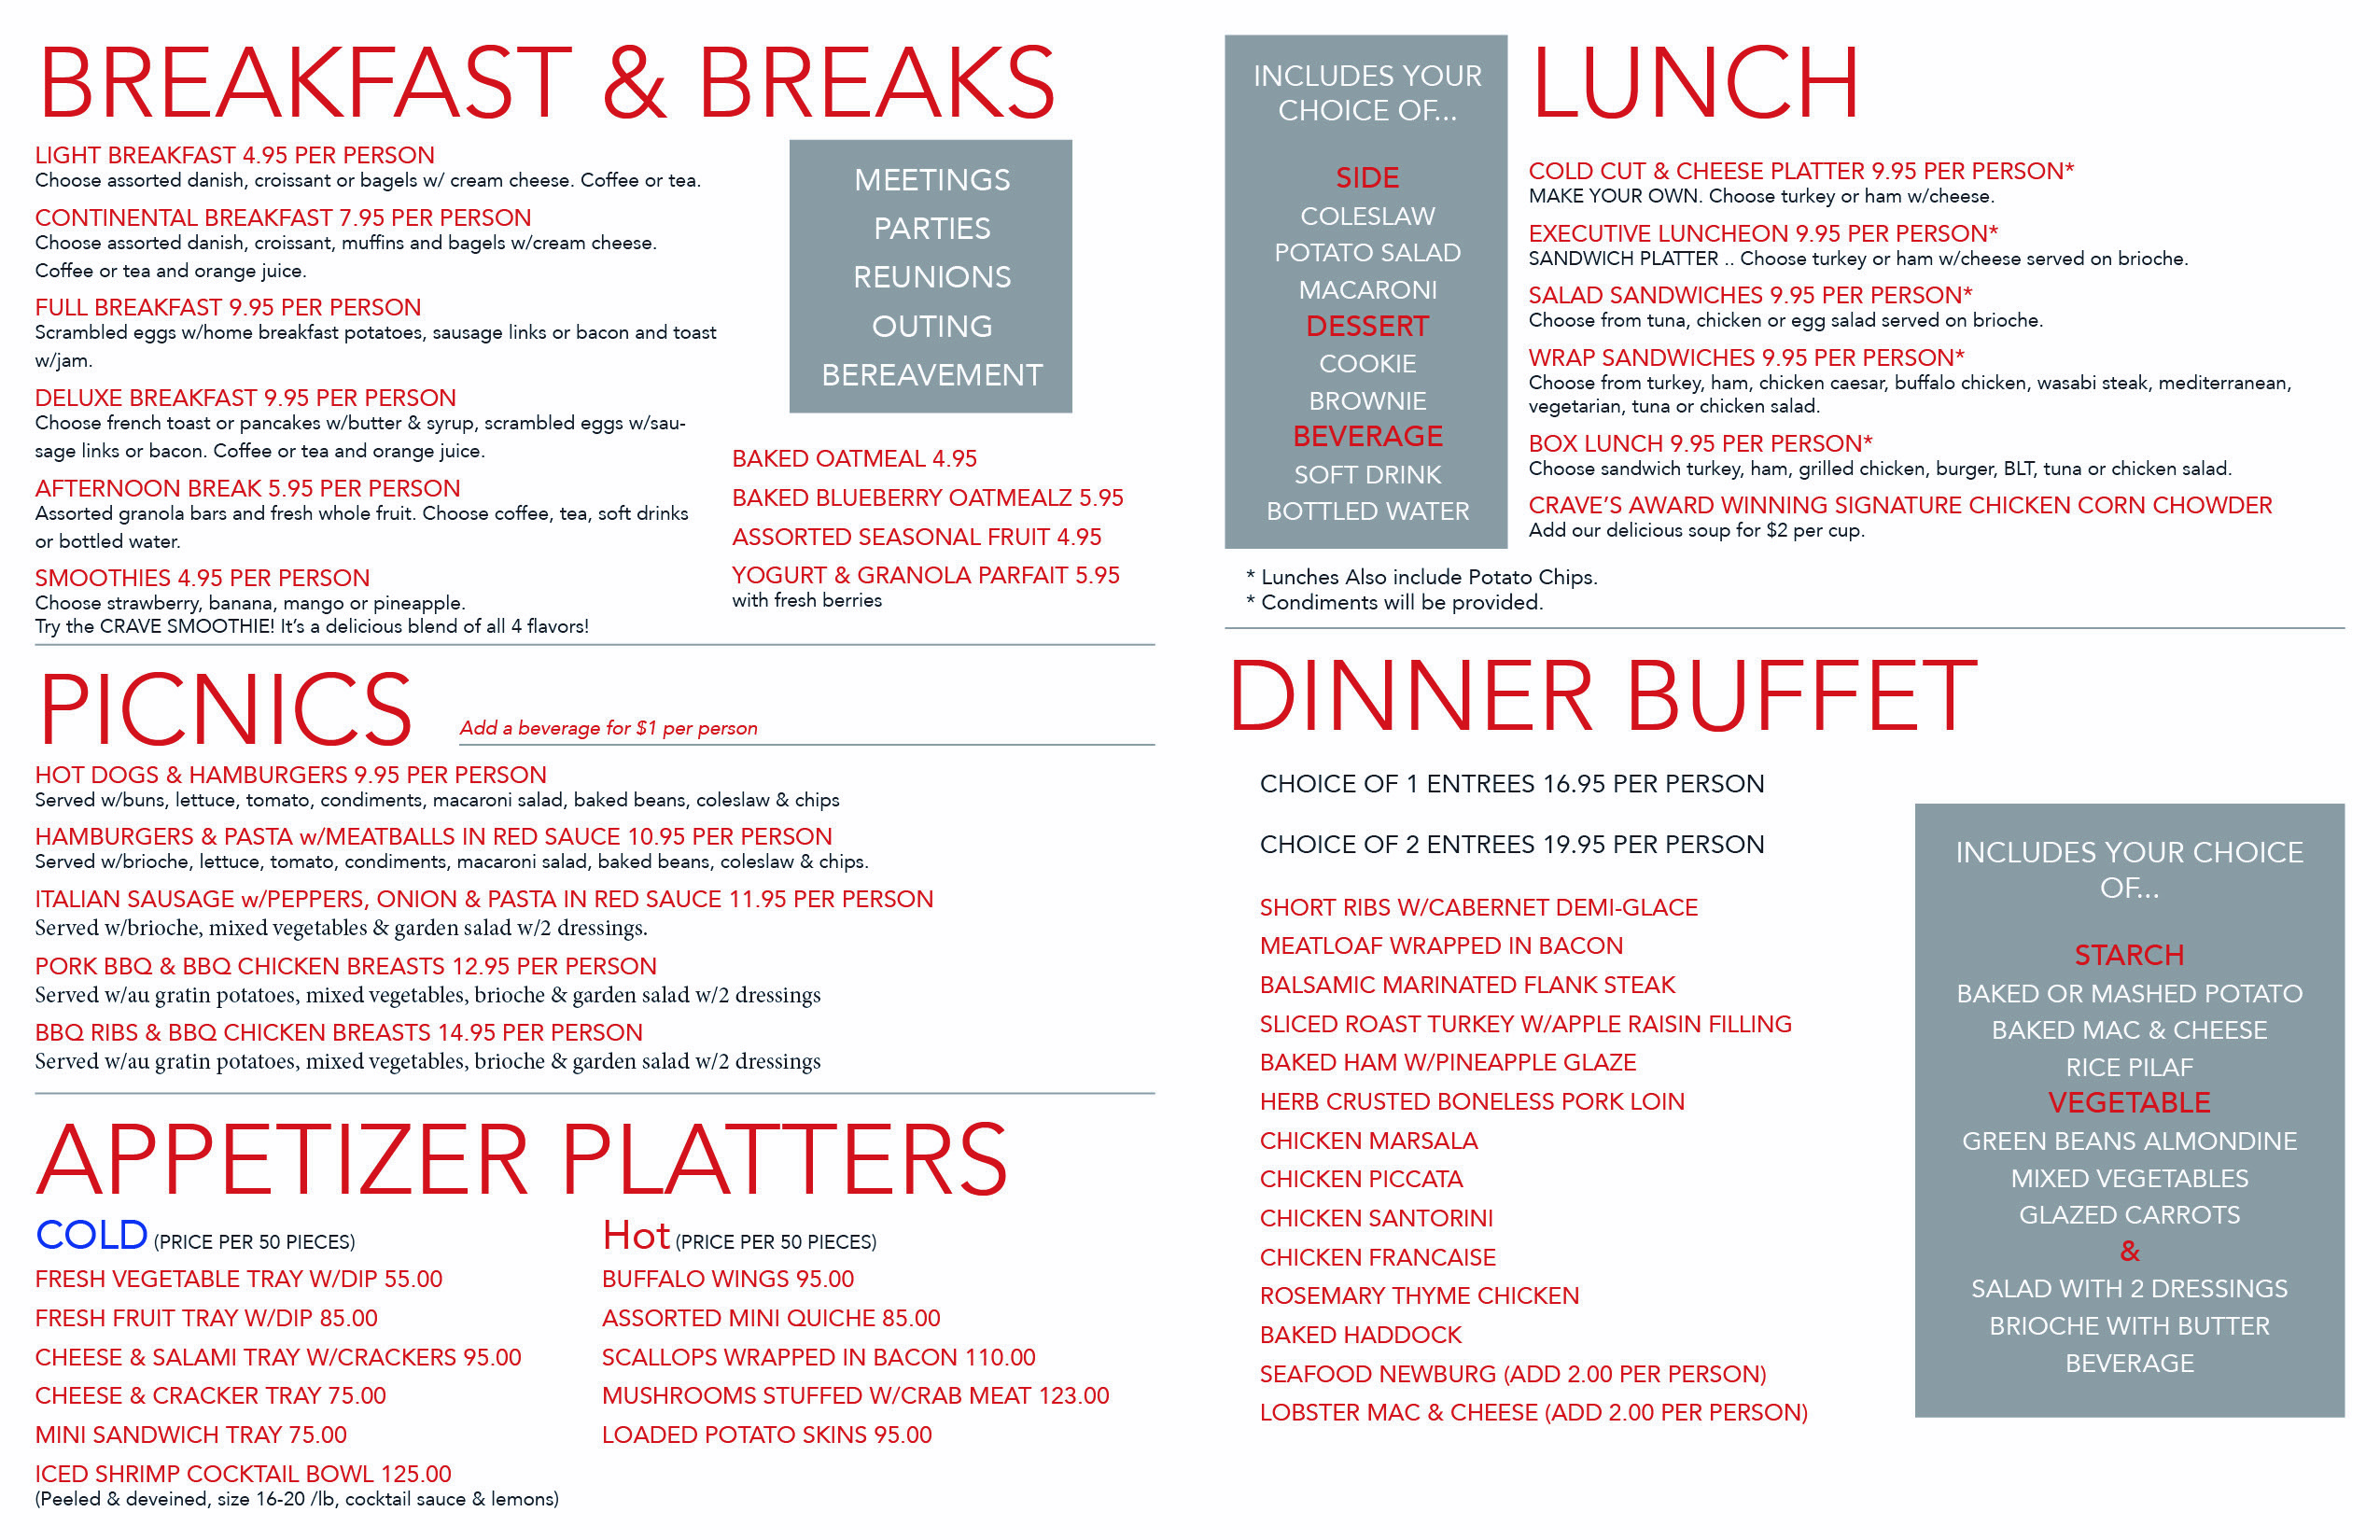 BREAKFAST & BREAKS
LIGHT BREAKFAST 4.95 PER PERSON
Choose assorted danish, croissant or bagels w/ cream cheese. Coffee or tea.
CONTINENTAL BREAKFAST 7.95 PER PERSON
Choose assorted danish, croissant, muffins and bagels w/cream cheese.
Coffee or tea and orange juice.
FULL BREAKFAST 9.95 PER PERSON
Scrambled eggs w/home breakfast potatoes, sausage links or bacon and toast
w/jam.
DELUXE BREAKFAST 9.95 PER PERSON
Choose french toast or pancakes w/butter & syrup, scrambled eggs w/sau-
sage links or bacon. Coffee or tea and orange juice.
AFTERNOON BREAK 5.95 PER PERSON
Assorted granola bars and fresh whole fruit. Choose coffee, tea, soft drinks
or bottled water.
SMOOTHIES 4.95 PER PERSON
Choose strawberry, banana, mango or pineapple.
Try the CRAVE SMOOTHIE! It's a delicious blend of all 4 flavors!
MEETINGS
PARTIES
REUNIONS
OUTING
BEREAVEMENT
BAKED OATMEAL 4.95
BAKED BLUEBERRY OATMEALZ 5.95
ASSORTED SEASONAL FRUIT 4.95
YOGURT & GRANOLA PARFAIT 5.95
with fresh berries
PICNICS
Add a beverage for $1 per person
HOT DOGS & HAMBURGERS 9.95 PER PERSON
Served w/buns, lettuce, tomato, condiments, macaroni salad, baked beans, coleslaw & chips
HAMBURGERS & PASTA w/MEATBALLS IN RED SAUCE 10.95 PER PERSON
Served w/brioche, lettuce, tomato, condiments, macaroni salad, baked beans, coleslaw & chips.
ITALIAN SAUSAGE w/PEPPERS, ONION & PASTA IN RED SAUCE 11.95 PER PERSON
Served w/brioche, mixed vegetables & garden salad w/2 dressings.
PORK BBQ & BBQ CHICKEN BREASTS 12.95 PER PERSON
Served w/au gratin potatoes, mixed vegetables, brioche & garden salad w/2 dressings
BBQ RIBS & BBQ CHICKEN BREASTS 14.95 PER PERSON
Served w/au gratin potatoes, mixed vegetables, brioche & garden salad w/2 dressings
APPETIZER PLATTERS
COLD (PRICE PER 50 PIECES)
FRESH VEGETABLE TRAY W/DIP 55.00
FRESH FRUIT TRAY W/DIP 85.00
CHEESE & SALAMI TRAY W/CRACKERS 95.00
CHEESE & CRACKER TRAY 75.00
MINI SANDWICH TRAY 75.00
ICED SHRIMP COCKTAIL BOWL 125.00
(Peeled & deveined, size 16-20 /lb, cocktail sauce & lemons)
Hot (PRICE PER 50 PIECES)
BUFFALO WINGS 95.00
ASSORTED MINI QUICHE 85.00
SCALLOPS WRAPPED IN BACON 110.00
MUSHROOMS STUFFED W/CRAB MEAT 123.00
LOADED POTATO SKINS 95.00
INCLUDES YOUR
CHOICE OF...
SIDE
COLESLAW
POTATO SALAD
MACARONI
DESSERT
COOKIE
BROWNIE
BEVERAGE
SOFT DRINK
BOTTLED WATER
LUNCH
COLD CUT & CHEESE PLATTER 9.95 PER PERSON*
MAKE YOUR OWN. Choose turkey or ham w/cheese.
EXECUTIVE LUNCHEON 9.95 PER PERSON*
SANDWICH PLATTER .. Choose turkey or ham w/cheese served on brioche.
SALAD SANDWICHES 9.95 PER PERSON*
Choose from tuna, chicken or egg salad served on brioche.
WRAP SANDWICHES 9.95 PER PERSON*
Choose from turkey, ham, chicken caesar, buffalo chicken, wasabi steak, mediterranean,
vegetarian, tuna or chicken salad.
BOX LUNCH 9.95 PER PERSON*
Choose sandwich turkey, ham, grilled chicken, burger, BLT, tuna or chicken salad.
CRAVE'S AWARD WINNING SIGNATURE CHICKEN CORN CHOWDER
Add our delicious soup for $2 per cup.
* Lunches Also include Potato Chips.
* Condiments will be provided.
DINNER BUFFET
CHOICE OF 1 ENTREES 16.95 PER PERSON
CHOICE OF 2 ENTREES 19.95 PER PERSON
SHORT RIBS W/CABERNET DEMI-GLACE
MEATLOAF WRAPPED IN BACON
BALSAMIC MARINATED FLANK STEAK
SLICED ROAST TURKEY W/APPLE RAISIN FILLING
BAKED HAM W/PINEAPPLE GLAZE
HERB CRUSTED BONELESS PORK LOIN
CHICKEN MARSALA
CHICKEN PICCATA
CHICKEN SANTORINI
CHICKEN FRANCAISE
ROSEMARY THYME CHICKEN
BAKED HADDOCK
SEAFOOD NEWBURG (ADD 2.00 PER PERSON)
LOBSTER MAC & CHEESE (ADD 2.00 PER PERSON)
INCLUDES YOUR CHOICE
OF...
STARCH
BAKED OR MASHED POTATO
BAKED MAC & CHEESE
RICE PILAF
VEGETABLE
GREEN BEANS ALMONDINE
MIXED VEGETABLES
GLAZED CARROTS
&
SALAD WITH 2 DRESSINGS
BRIOCHE WITH BUTTER
BEVERAGE